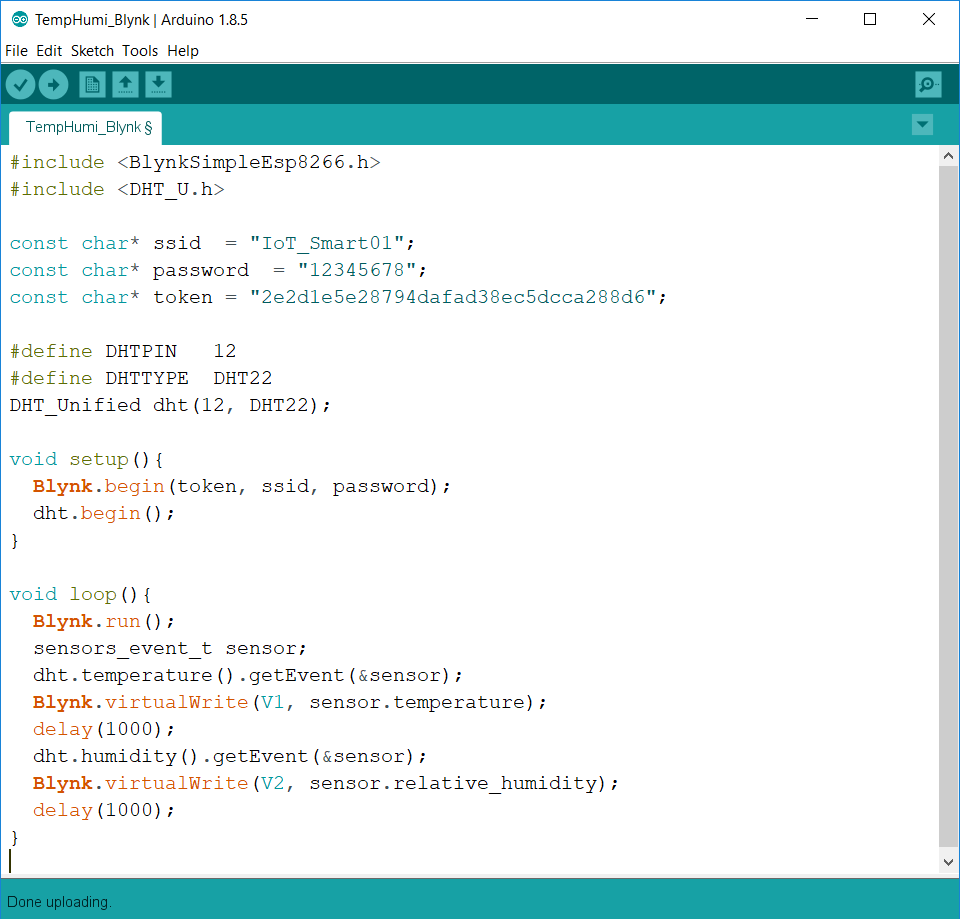 TempHumi_Blynk | Arduino 1.8.5
File Edit Sketch Tools Help
TempHumi_Blynk §
#include <BlynkSimpleEsp8266.h>
#include <DHT_U.h>
const char* ssid  = "IoT_Smart01";
const char* password  = "12345678";
const char* token = "2e2d1e5e28794dafad38ec5dcca288d6";
#define DHTPIN   12
#define DHTTYPE  DHT22
DHT_Unified dht(12, DHT22);
void setup(){
  Blynk.begin(token, ssid, password);
  dht.begin();
}
void loop(){
  Blynk.run();
  sensors_event_t sensor;
  dht.temperature().getEvent(&sensor);
  Blynk.virtualWrite(V1, sensor.temperature);
  delay(1000);
  dht.humidity().getEvent(&sensor);
  Blynk.virtualWrite(V2, sensor.relative_humidity);
  delay(1000);
}
Done uploading.